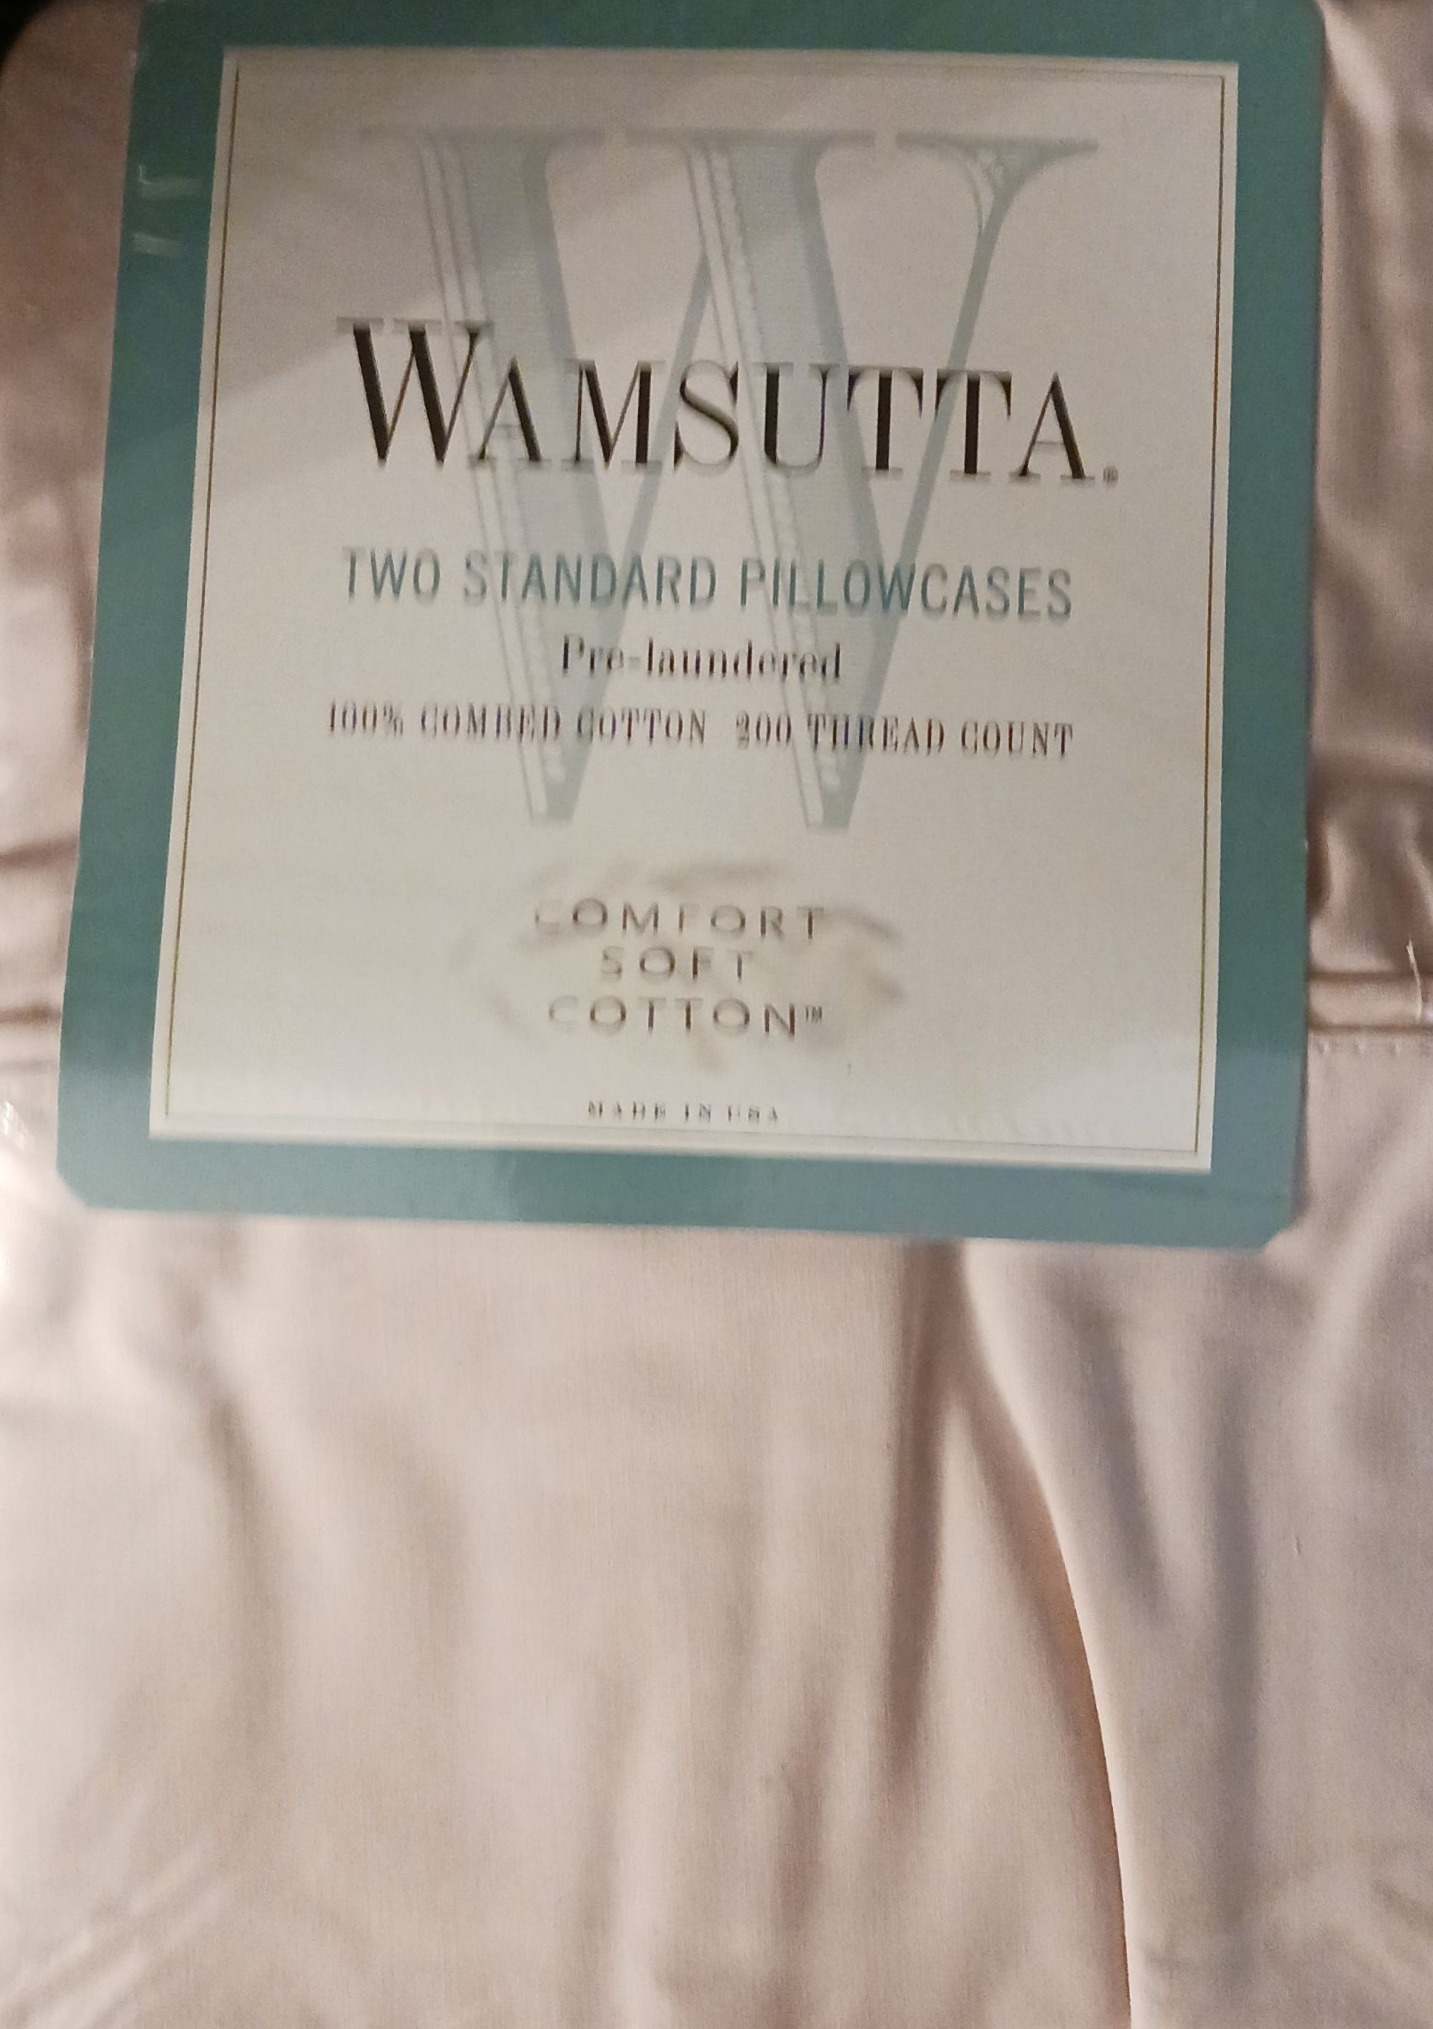 W
WAMSUTTA®
TWO STANDARD PILLOWCASES
Pre-laundered
100% COMBED COTTON 200 THREAD COUNT
COMFORT
SOFT
COTTON™
MADE IN USA